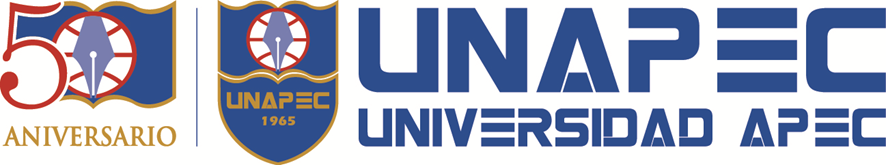 50
ANIVERSARIO
UNAPEC
1965
UNAPEC
UNIVERSIDAD APEC